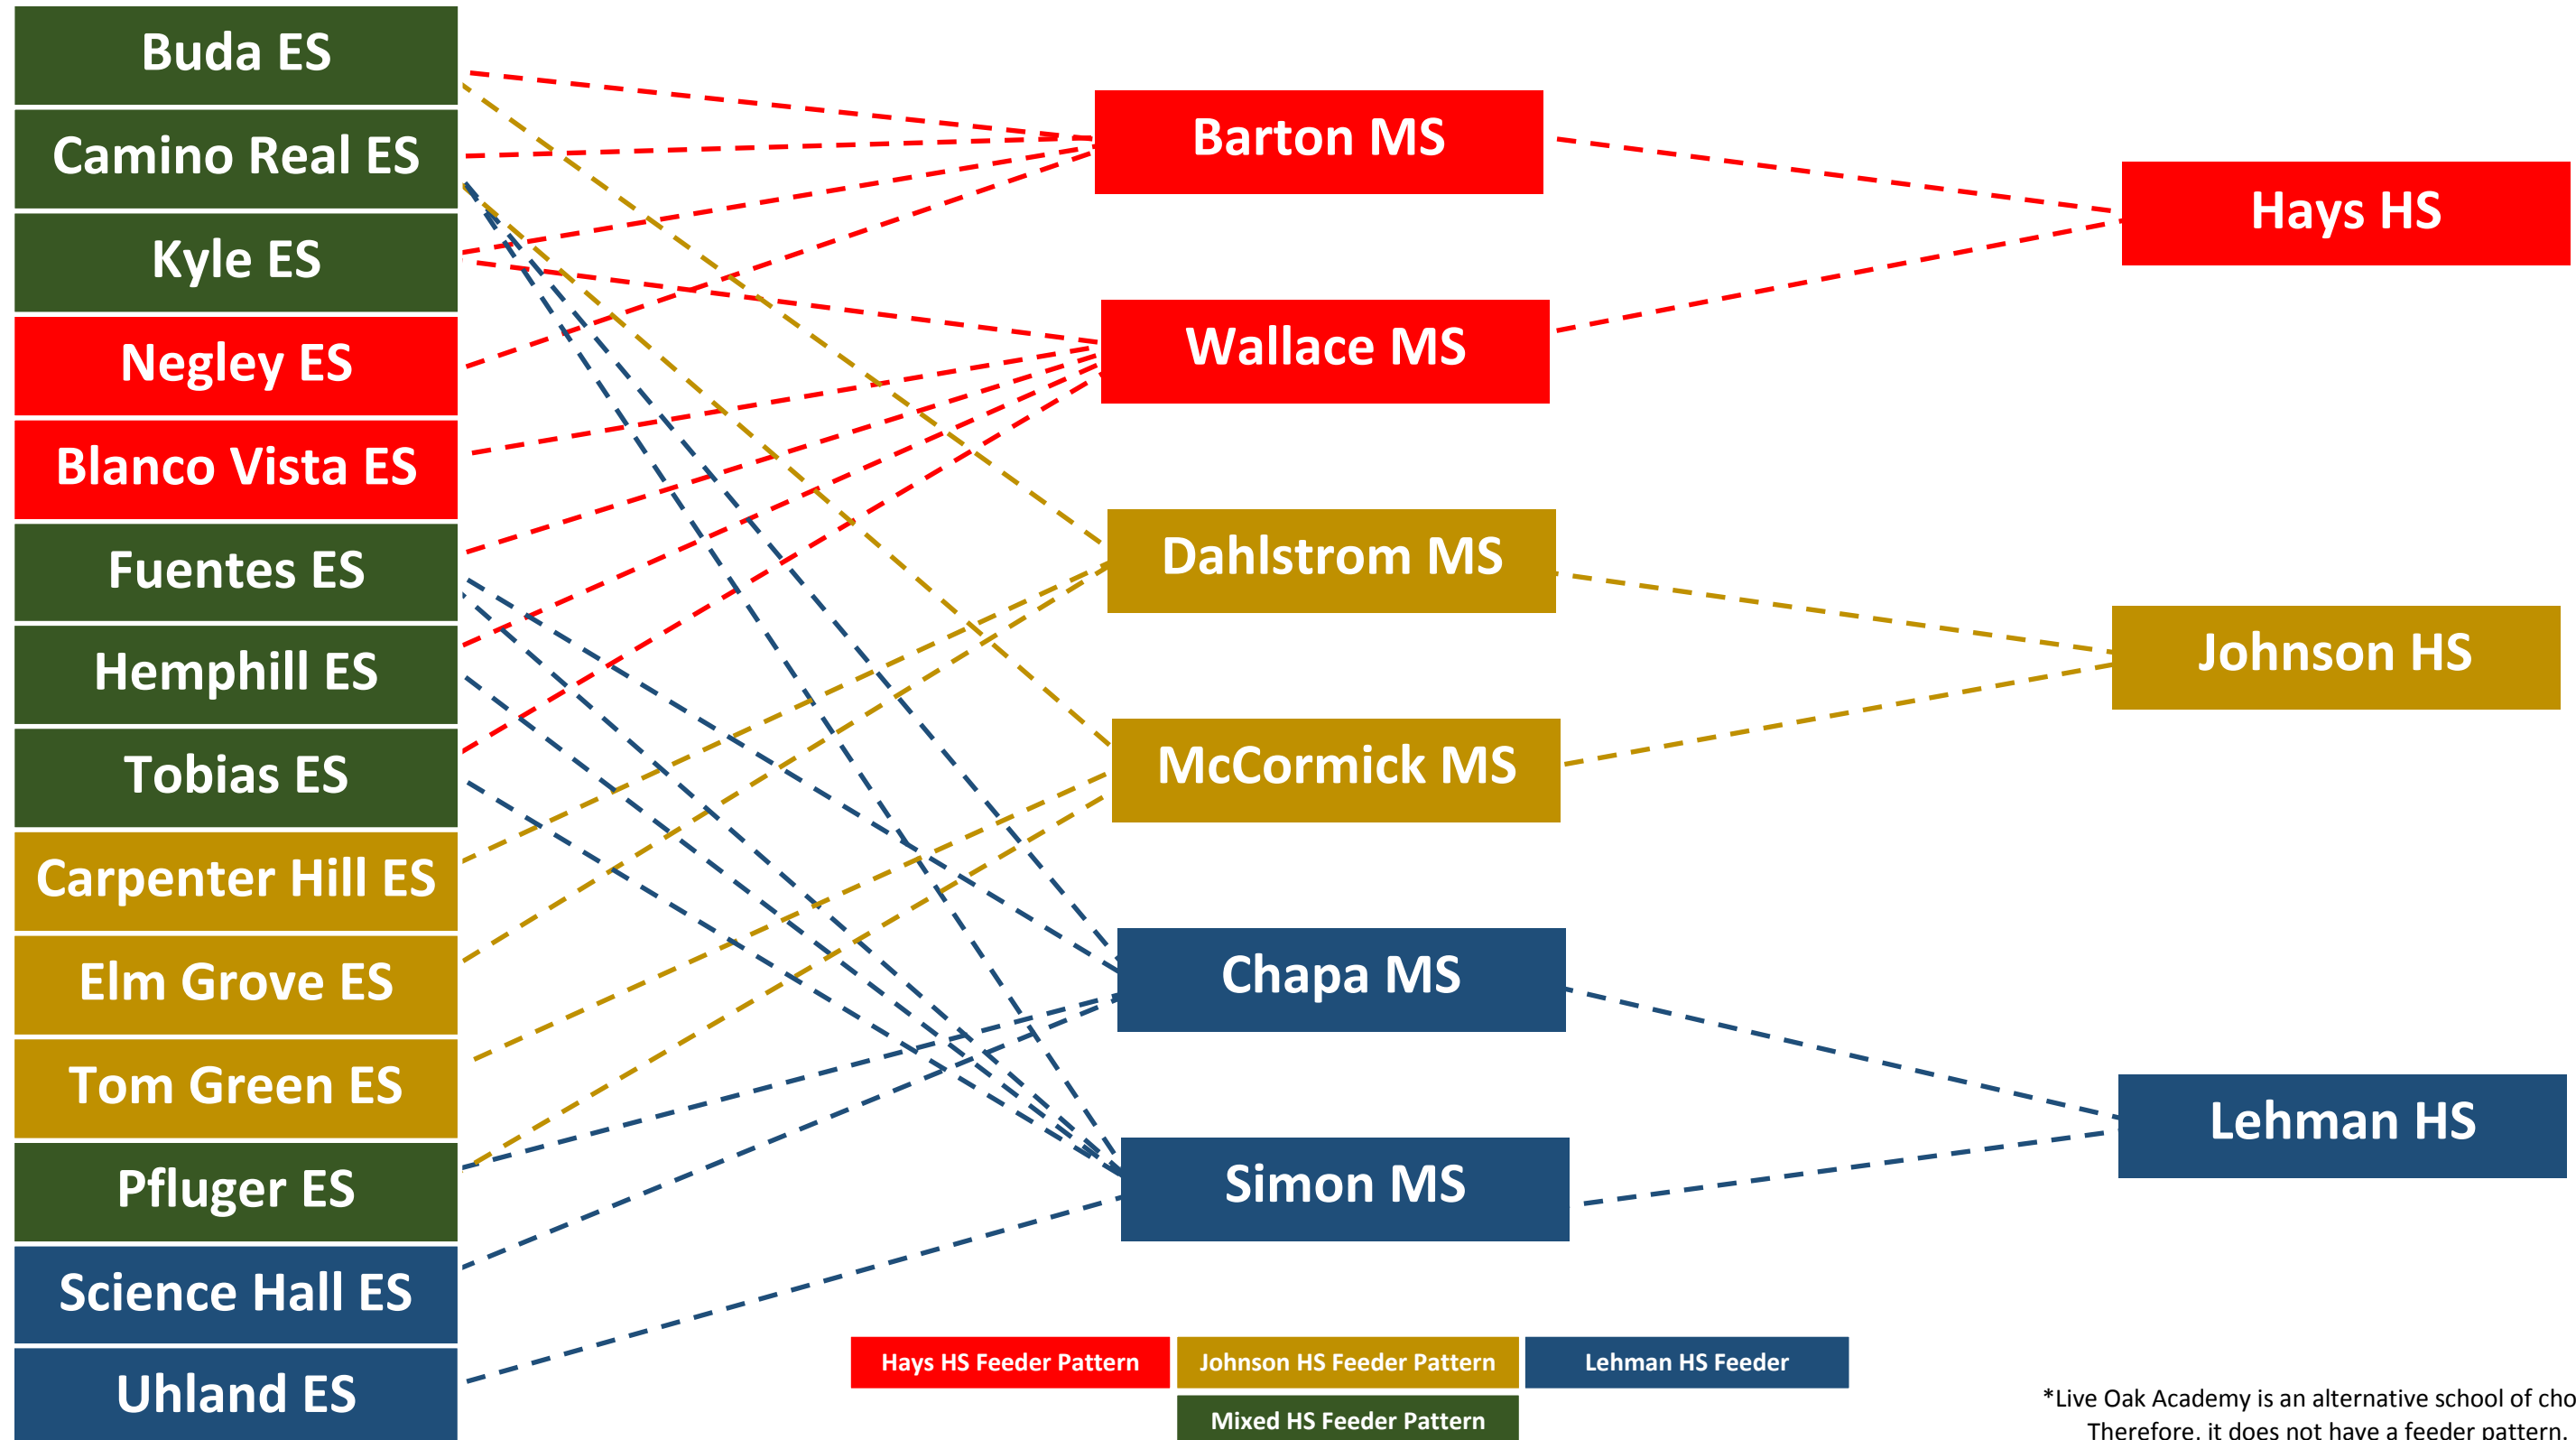 Buda ES
Camino Real ES
Kyle ES
Negley ES
Blanco Vista ES
Fuentes ES
Hemphill ES
Tobias ES
Carpenter Hill ES
Elm Grove ES
Tom Green ES
Pfluger ES
Science Hall ES
Uhland ES
Barton MS
Wallace MS
Dahlstrom MS
McCormick MS
Chapa MS
Simon MS
Hays HS
Johnson HS
Lehman HS
Hays HS Feeder Pattern
Johnson HS Feeder Pattern
Lehman HS Feeder
Mixed HS Feeder Pattern
*Live Oak Academy is an alternative school of cho
Therefore, it does not have a feeder pattern.